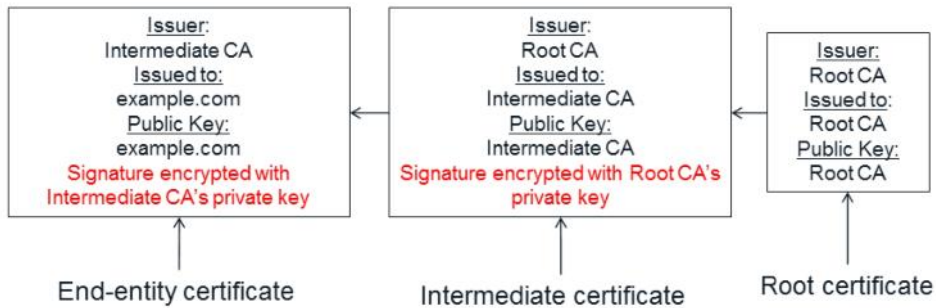 Issuer:
Intermediate CA
Issued to:
example.com
Public Key:
example.com
Signature encrypted with
Intermediate CA's private key
Issuer:
Root CA
Issued to:
Intermediate CA
Public Key:
Intermediate CA
Signature encrypted with Root CA's
private key
Issuer:
Root CA
Issued to:
Root CA
Public Key:
Root CA
End-entity certificate
Intermediate certificate
Root certificate